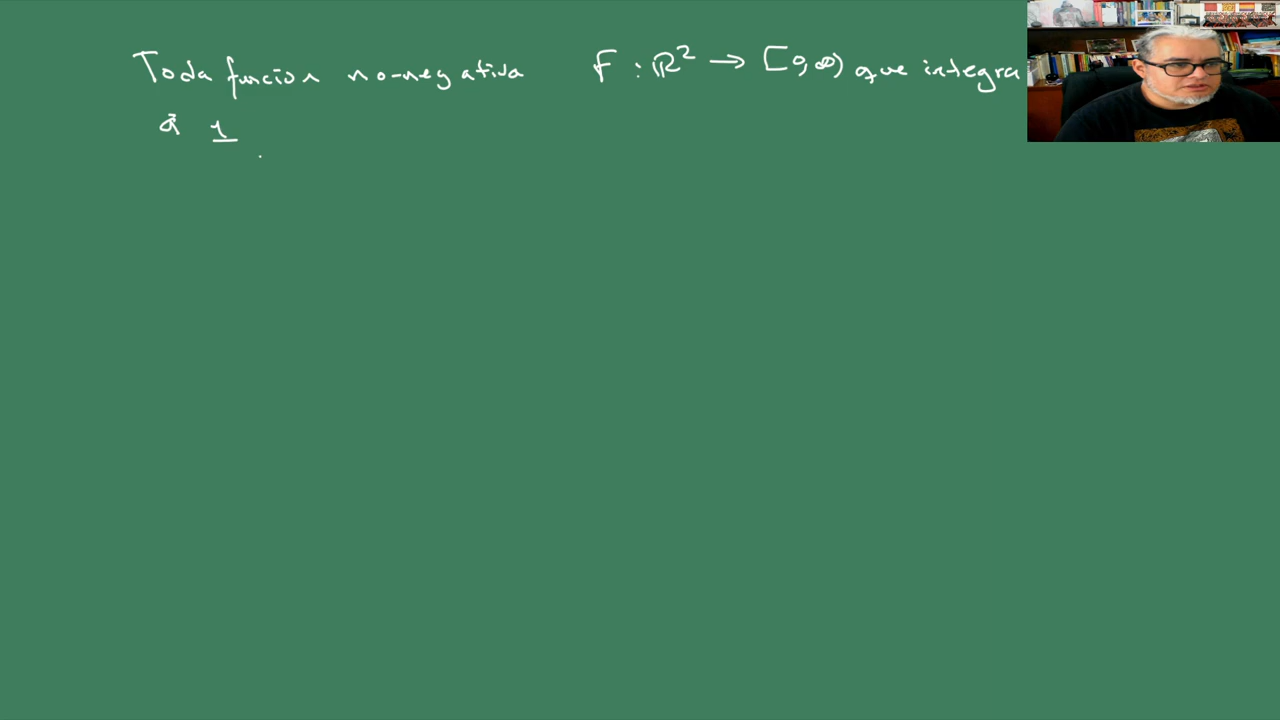 Toda funcion no-negativa F : ℝ² → [0,∞) que integra
a 1